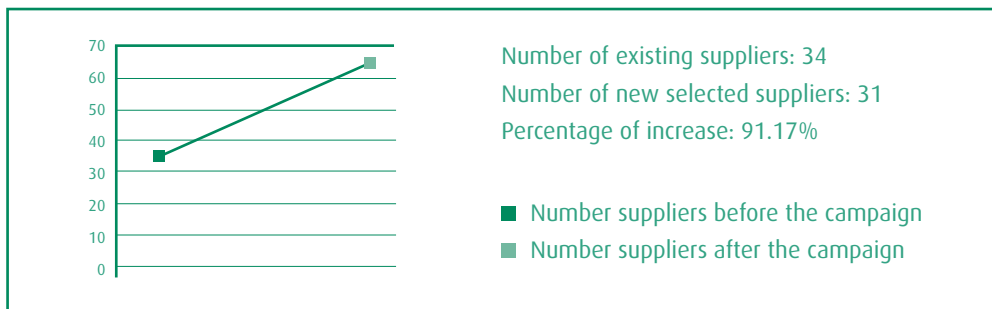 70
60
50
40
30
20
10
0
Number of existing suppliers: 34
Number of new selected suppliers: 31
Percentage of increase: 91.17%
Number suppliers before the campaign
Number suppliers after the campaign